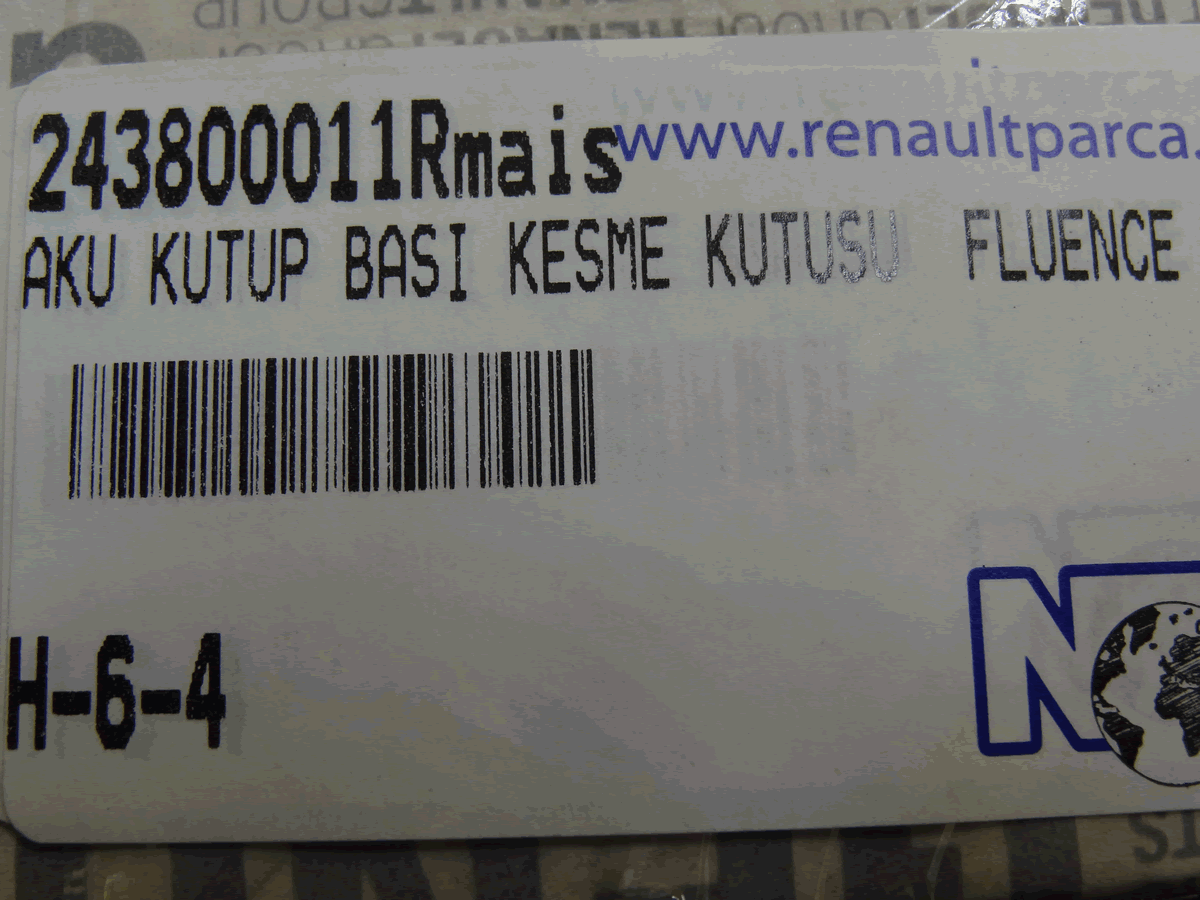 243800011Rmais www.renaultparca.
AKU KUTUP BASI KESME KUTUSU FLUENCE
H-6-4
N